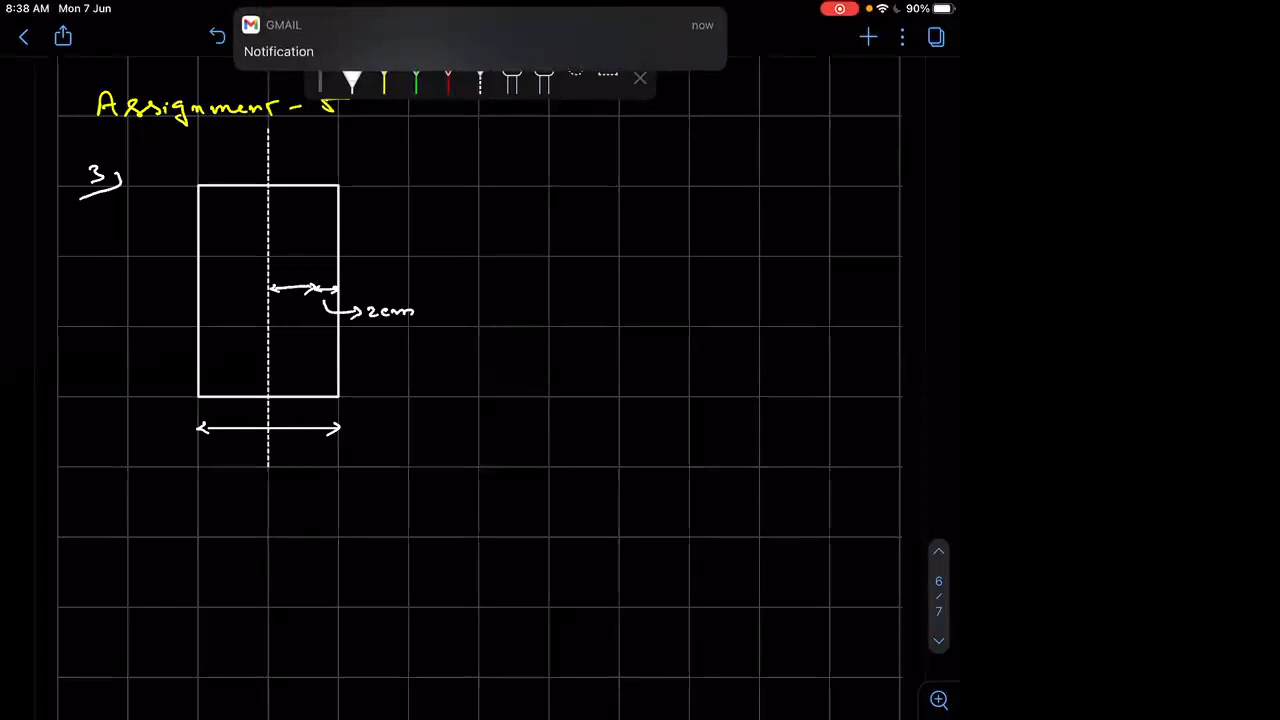 8:38 AM Mon 7 Jun
90%
GMAIL
now
Notification
Assignment - 5
3)
2cm
6
/
7